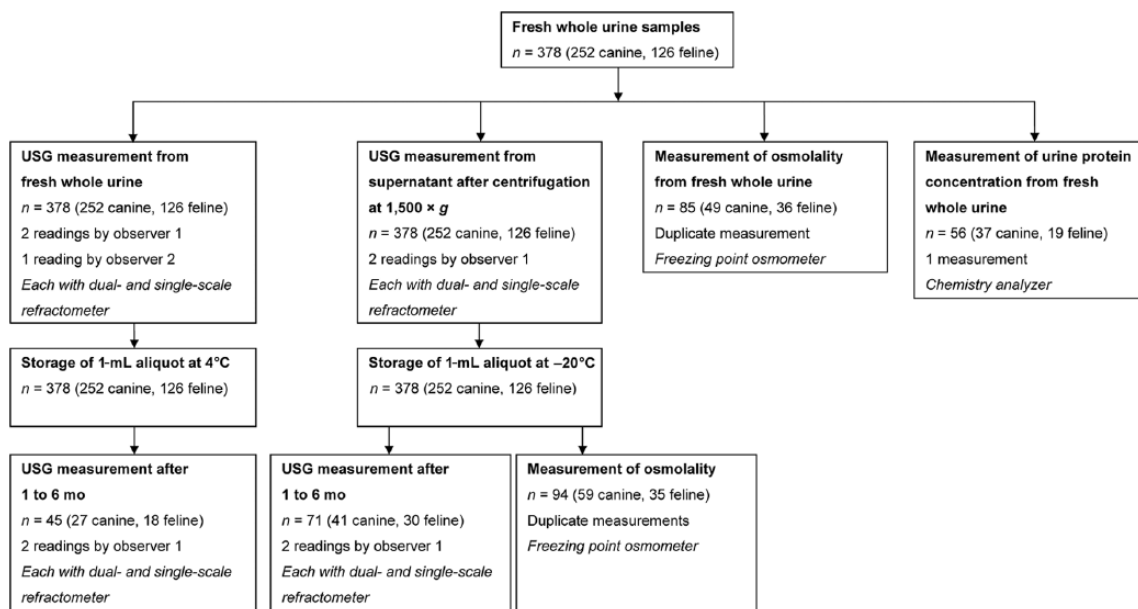 Fresh whole urine samples
n = 378 (252 canine, 126 feline)
USG measurement from
fresh whole urine
n = 378 (252 canine, 126 feline)
2 readings by observer 1
1 reading by observer 2
Each with dual- and single-scale
refractometer
USG measurement from
supernatant after centrifugation
at 1,500 × g
n = 378 (252 canine, 126 feline)
2 readings by observer 1
Each with dual- and single-scale
refractometer
Measurement of osmolality
from fresh whole urine
n = 85 (49 canine, 36 feline)
Duplicate measurement
Freezing point osmometer
Measurement of urine protein
concentration from fresh
whole urine
n = 56 (37 canine, 19 feline)
1 measurement
Chemistry analyzer
Storage of 1-mL aliquot at 4°C
n = 378 (252 canine, 126 feline)
Storage of 1-mL aliquot at –20°C
n = 378 (252 canine, 126 feline)
USG measurement after
1 to 6 mo
n = 45 (27 canine, 18 feline)
2 readings by observer 1
Each with dual- and single-scale
refractometer
USG measurement after
1 to 6 mo
n = 71 (41 canine, 30 feline)
2 readings by observer 1
Each with dual- and single-scale
refractometer
Measurement of osmolality
n = 94 (59 canine, 35 feline)
Duplicate measurements
Freezing point osmometer